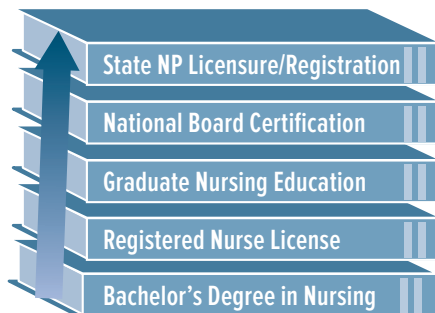 State NP Licensure/Registration
National Board Certification
Graduate Nursing Education
Registered Nurse License
Bachelor's Degree in Nursing